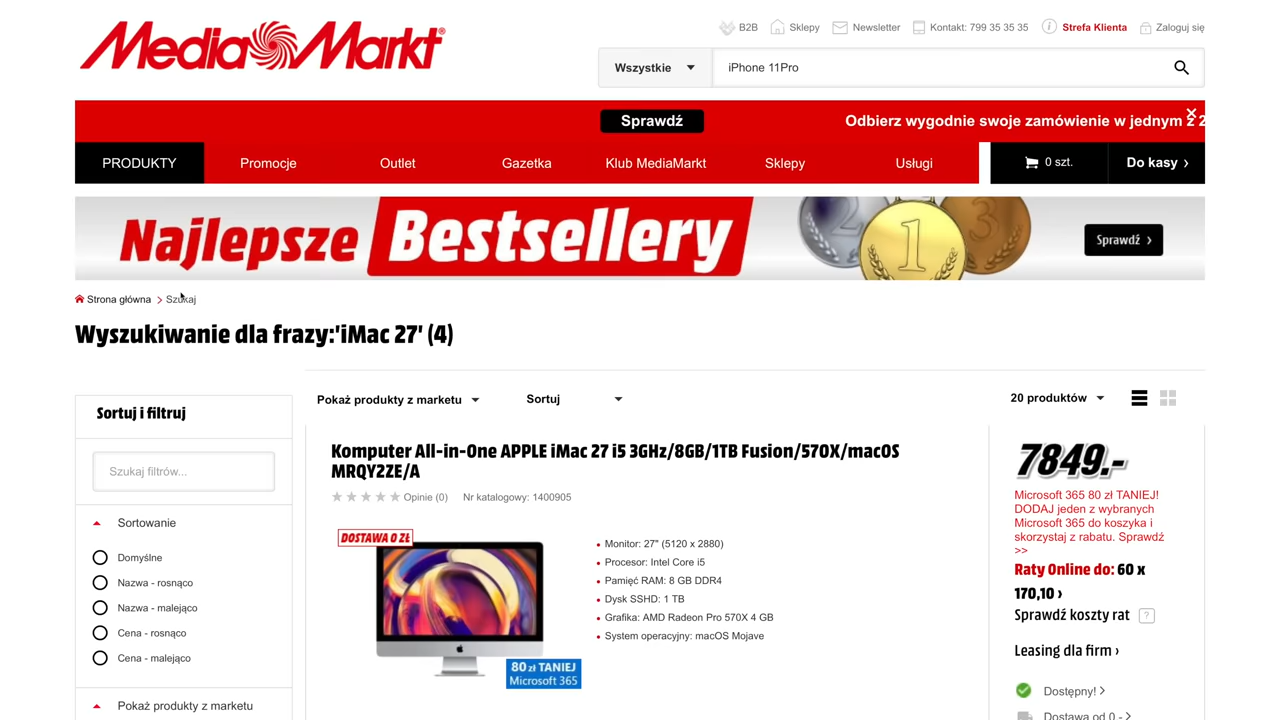 B2B
Sklepy
Newsletter
Kontakt: 799 35 35 35
Strefa Klienta
Zaloguj się
MediaMarkt®
Wszystkie
iPhone 11Pro
Sprawdź
Odbierz wygodnie swoje zamówienie w jednym z 2
PRODUKTY
Promocje
Outlet
Gazetka
Klub MediaMarkt
Sklepy
Usługi
0 szt.
Do kasy ›
Najlepsze Bestsellery
2 1 3
Sprawdź ›
Strona główna > Szukaj
Wyszukiwanie dla frazy:'iMac 27' (4)
Sortuj i filtruj
Szukaj filtrów...
Sortowanie
Domyślne
Nazwa - rosnąco
Nazwa - malejąco
Cena - rosnąco
Cena - malejąco
Pokaż produkty z marketu
Pokaż produkty z marketu
Sortuj
20 produktów
Komputer All-in-One APPLE iMac 27 i5 3GHz/8GB/1TB Fusion/570X/macOS
MRQY2ZE/A
Opinie (0)
Nr katalogowy: 1400905
DOSTAWA 0 ZŁ
80 zł TANIEJ
Microsoft 365
• Monitor: 27" (5120 x 2880)
• Procesor: Intel Core i5
• Pamięć RAM: 8 GB DDR4
• Dysk SSHD: 1 TB
• Grafika: AMD Radeon Pro 570X 4 GB
• System operacyjny: macOS Mojave
7849.-
Microsoft 365 80 zł TANIEJ!
DODAJ jeden z wybranych
Microsoft 365 do koszyka i
skorzystaj z rabatu. Sprawdź
>>
Raty Online do: 60 x
170,10 ›
Sprawdź koszty rat ?
Leasing dla firm ›
Dostępny! >
Dostawa od 0 - >